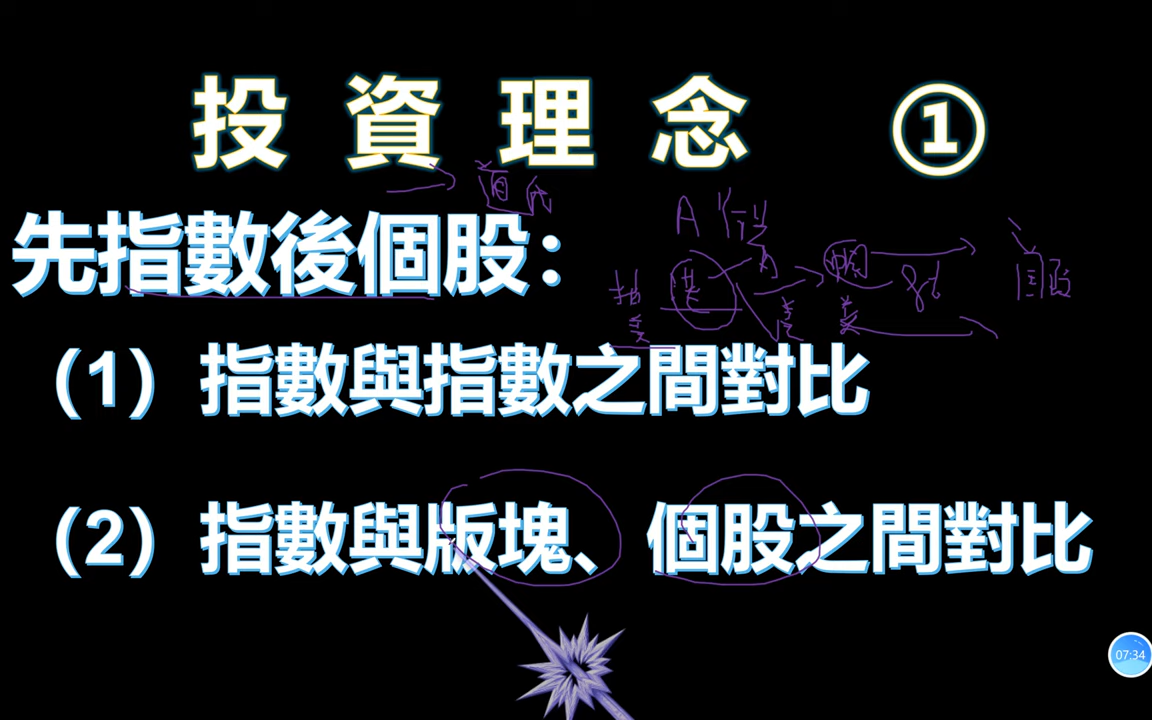 投資理念 ①
先指數後個股：
（1）指數與指數之間對比
（2）指數與版塊、個股之間對比
07:34